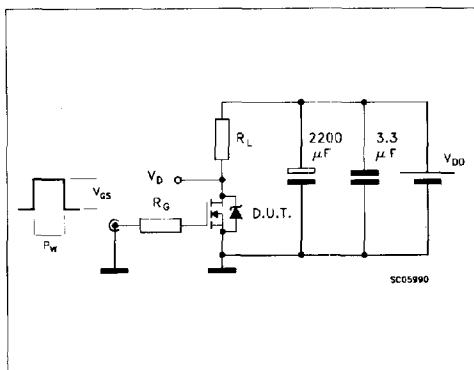 R_L
2200 µF
3.3 µF
V_DD
V_D
R_G
D.U.T.
V_GS
P_W
SC05990